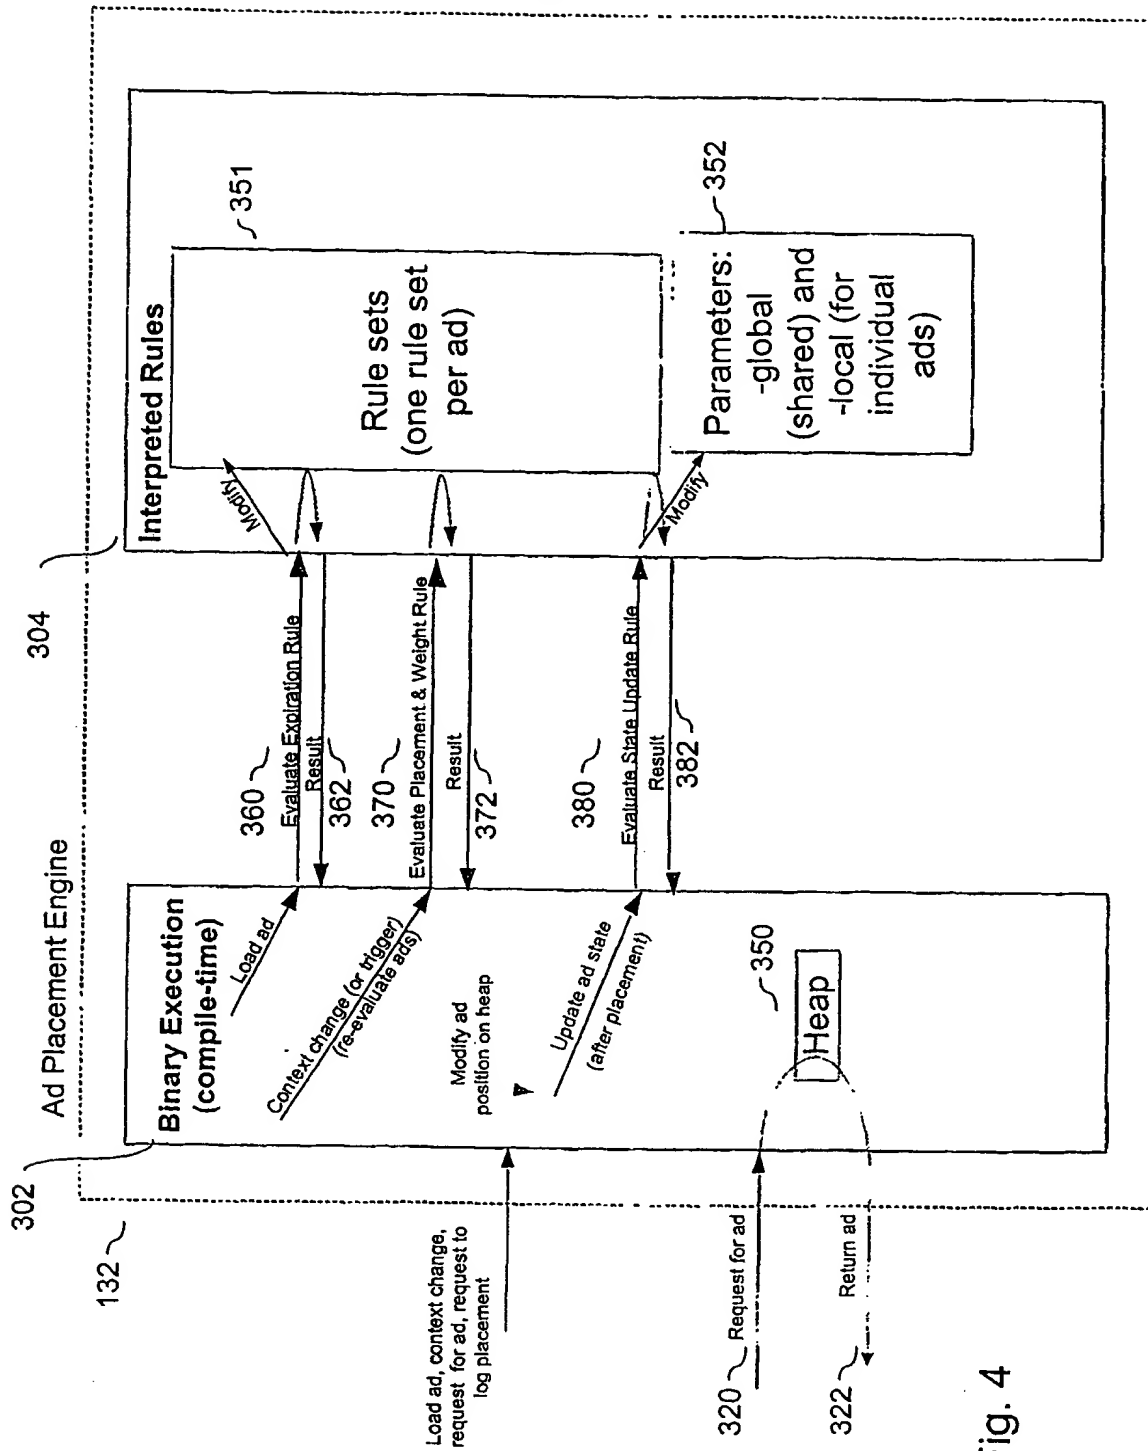 Ad Placement Engine
132
302
304
Binary Execution
(compile-time)
Load ad
Context change (or trigger)
(re-evaluate ads)
Modify ad
position on heap
Update ad state
(after placement)
350
Heap
Load ad, context change,
request for ad, request to
log placement
320
Request for ad
322
Return ad
360
Evaluate Expiration Rule
Result
362
370
Evaluate Placement & Weight Rule
Result
372
380
Evaluate State Update Rule
Result
382
Interpreted Rules
Modify
351
Rule sets
(one rule set
per ad)
Modify
352
Parameters:
-global
(shared) and
-local (for
individual
ads)
ig. 4